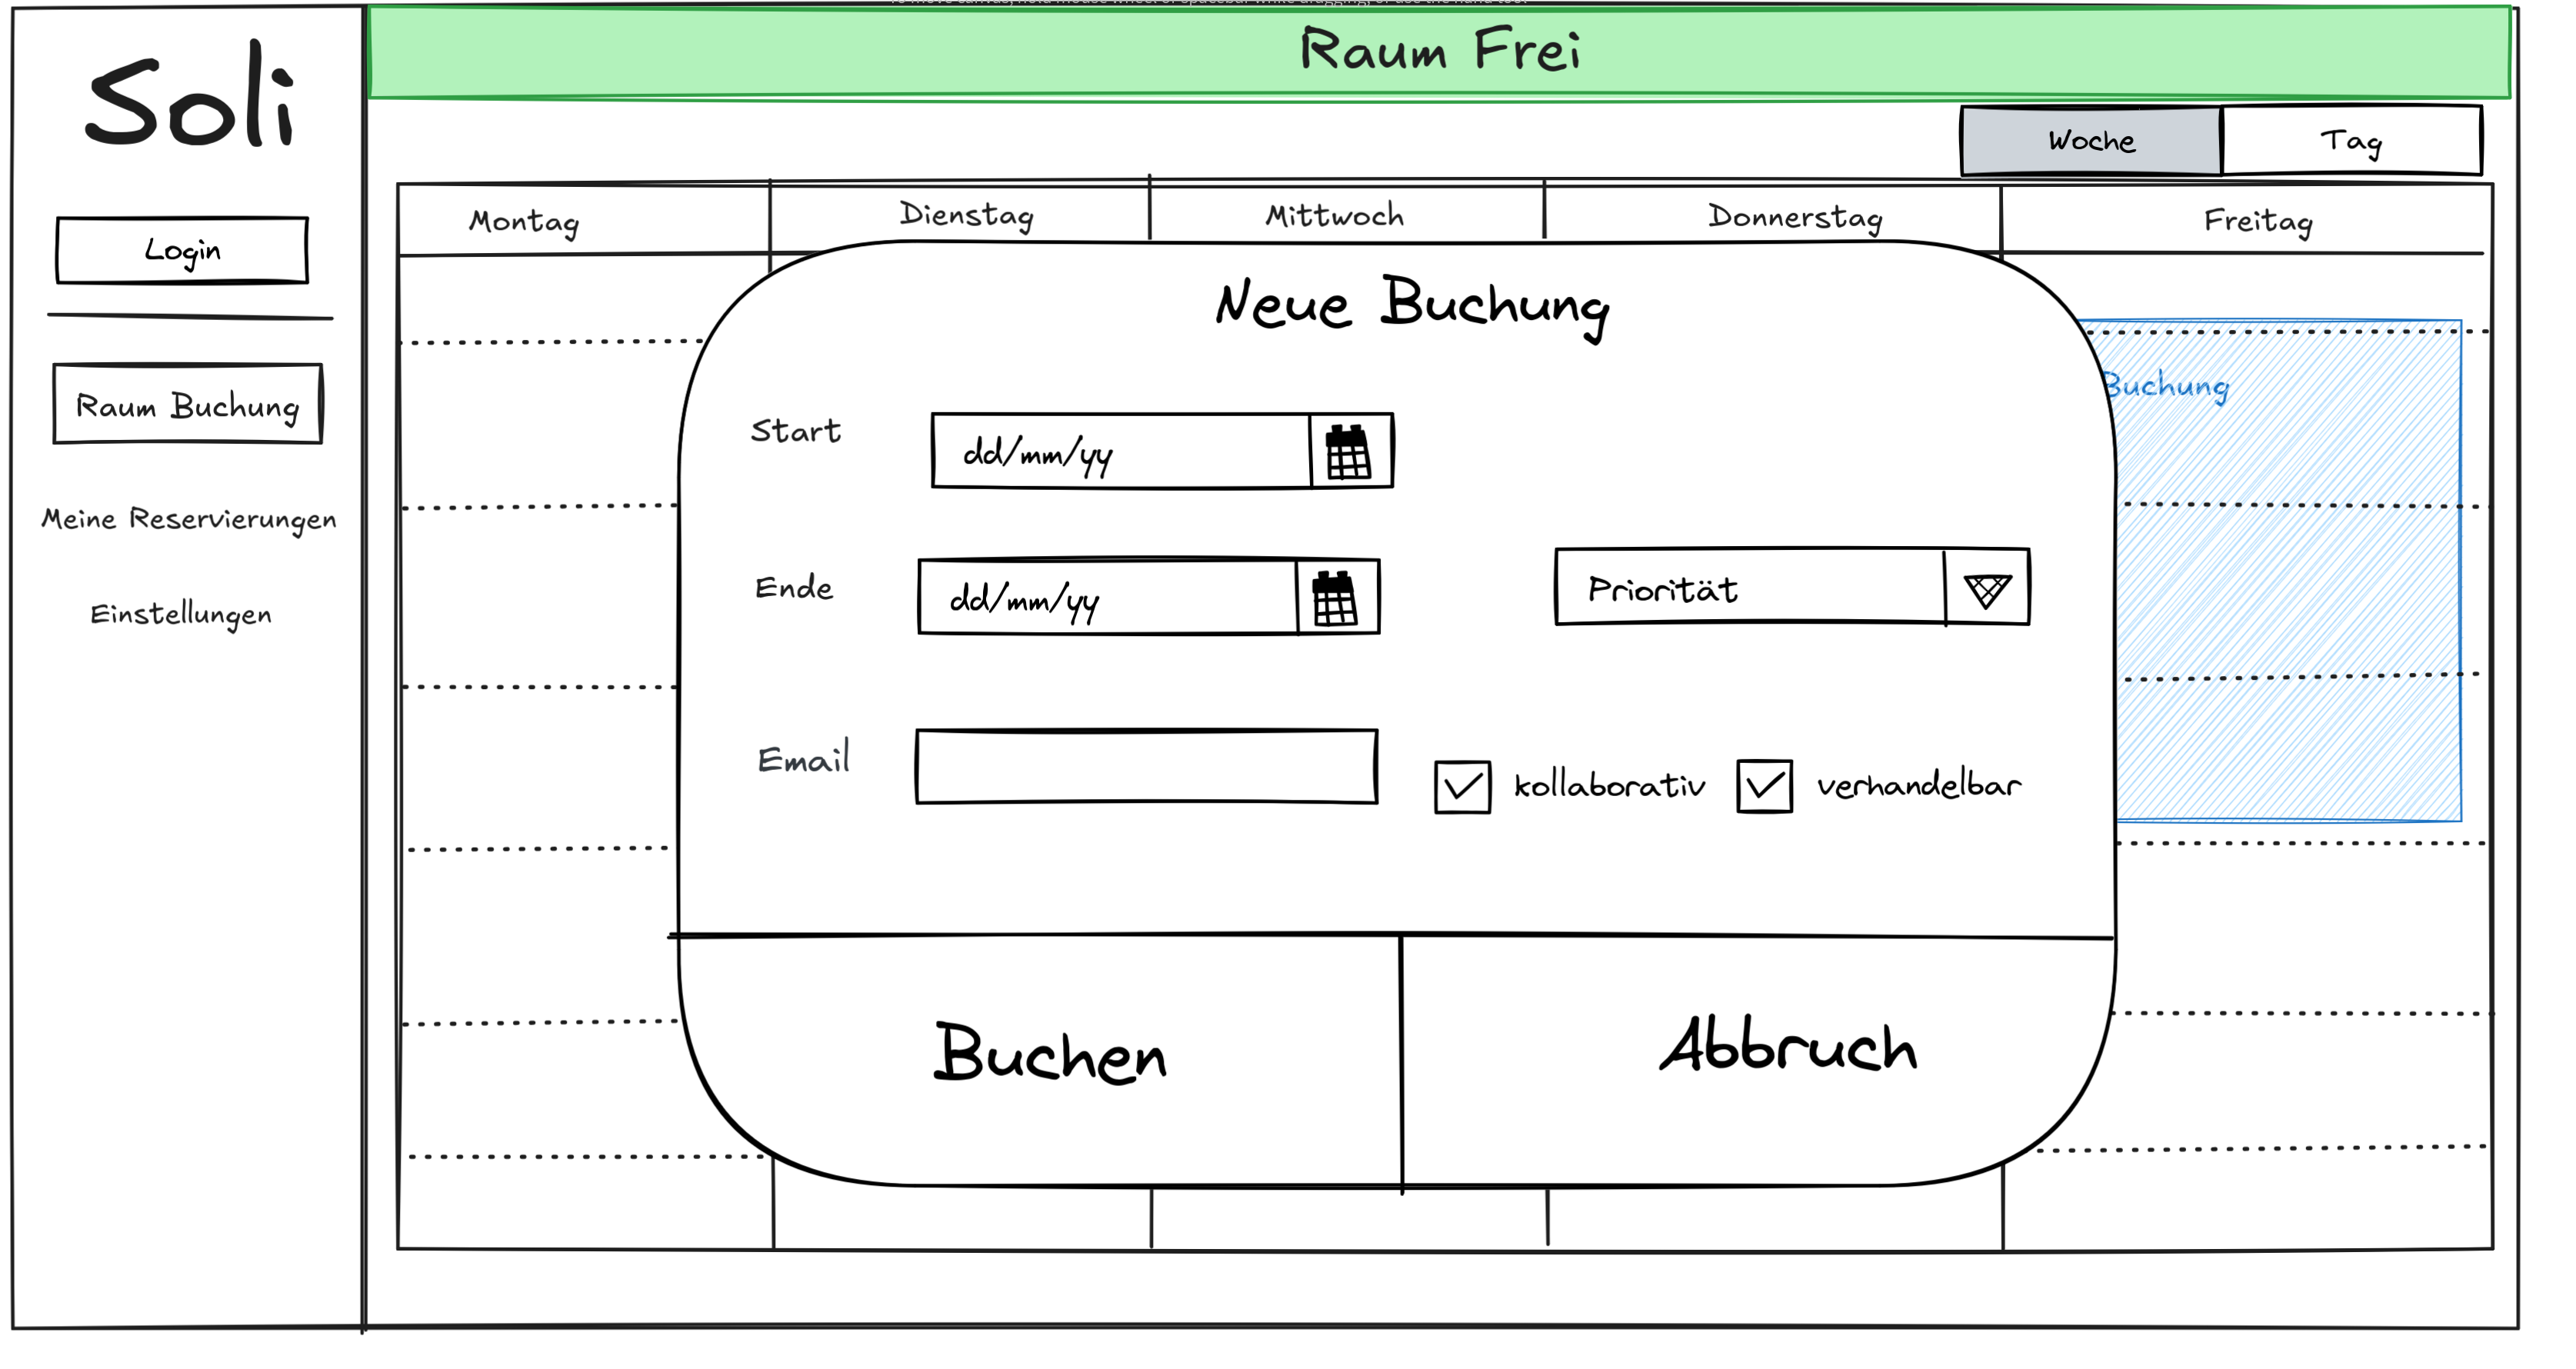 Raum Frei
Soli
Woche
Tag
Login
Montag
Dienstag
Mittwoch
Donnerstag
Freitag
Raum Buchung
Meine Reservierungen
Einstellungen
Neue Buchung
Buchung
Start
dd/mm/yy
Ende
dd/mm/yy
Priorität
Email
kollaborativ
verhandelbar
Buchen
Abbruch